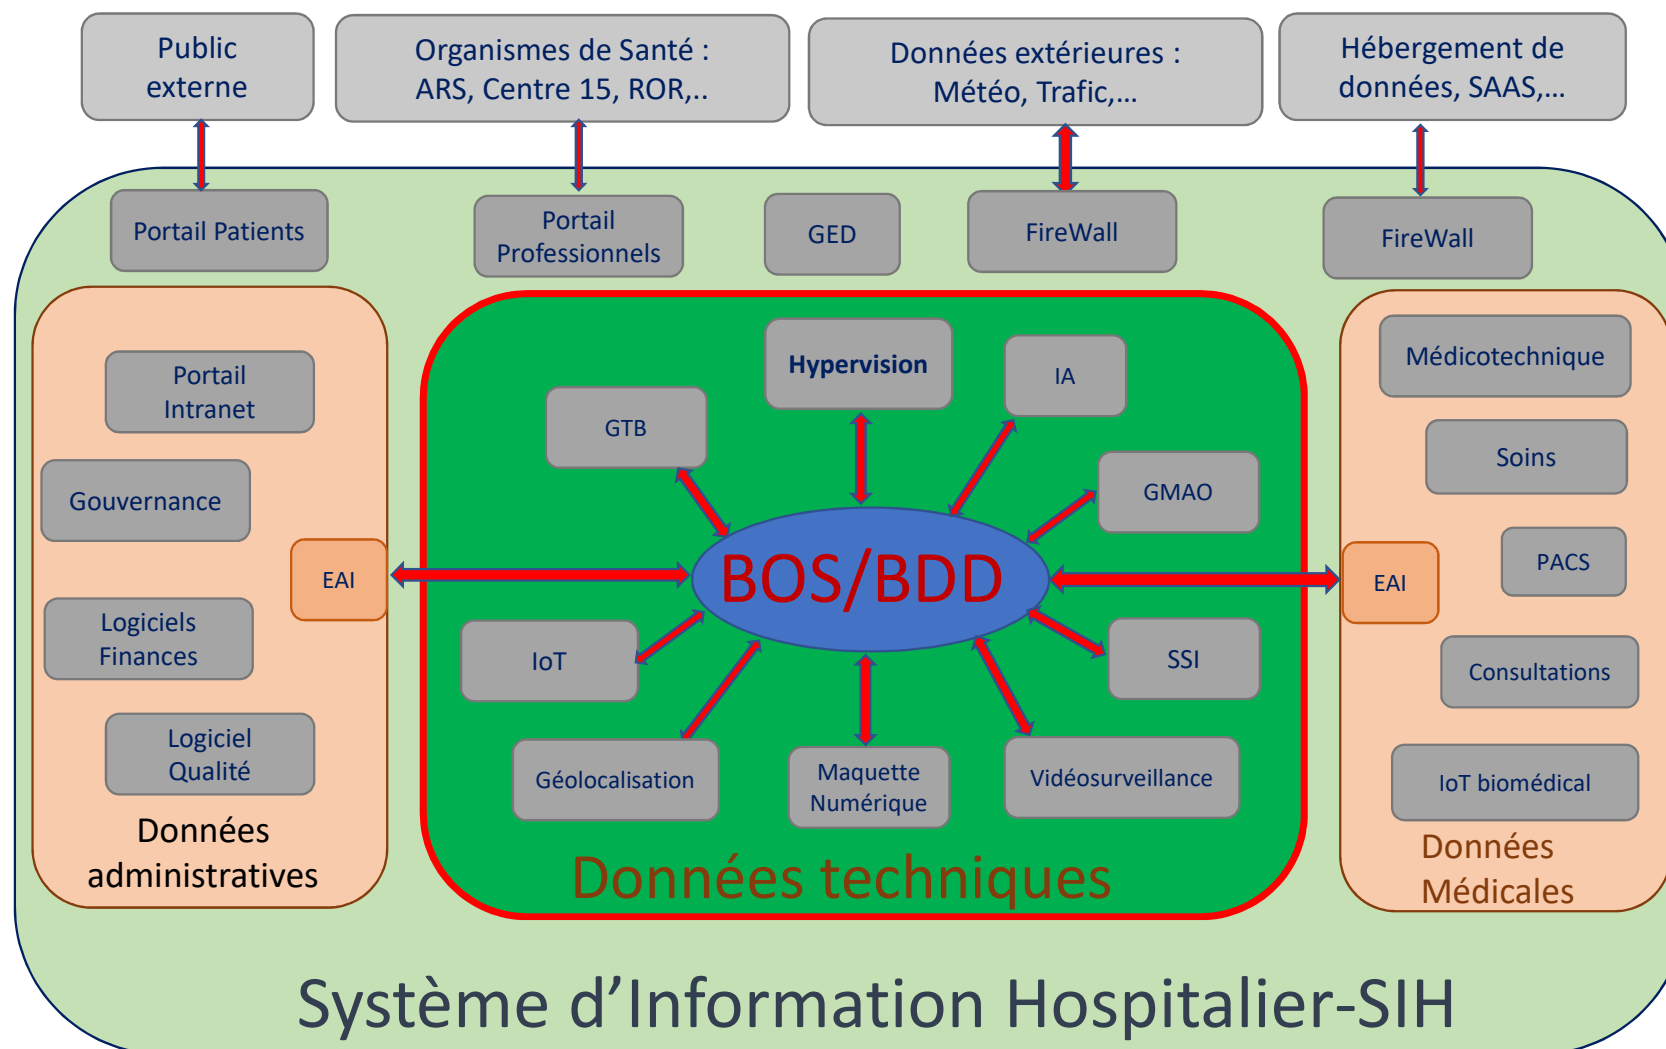 Public
externe
Organismes de Santé :
ARS, Centre 15, ROR,..
Données extérieures :
Météo, Trafic,...
Hébergement de
données, SAAS,...
Portail Patients
Portail
Professionnels
GED
FireWall
FireWall
Portail
Intranet
Gouvernance
EAI
Logiciels
Finances
Logiciel
Qualité
Données
administratives
Hypervision
IA
GTB
GMAO
BOS/BDD
IoT
SSI
Géolocalisation
Maquette
Numérique
Vidéosurveillance
Données techniques
Médicotechnique
Soins
PACS
EAI
Consultations
IoT biomédical
Données
Médicales
Système d’Information Hospitalier-SIH